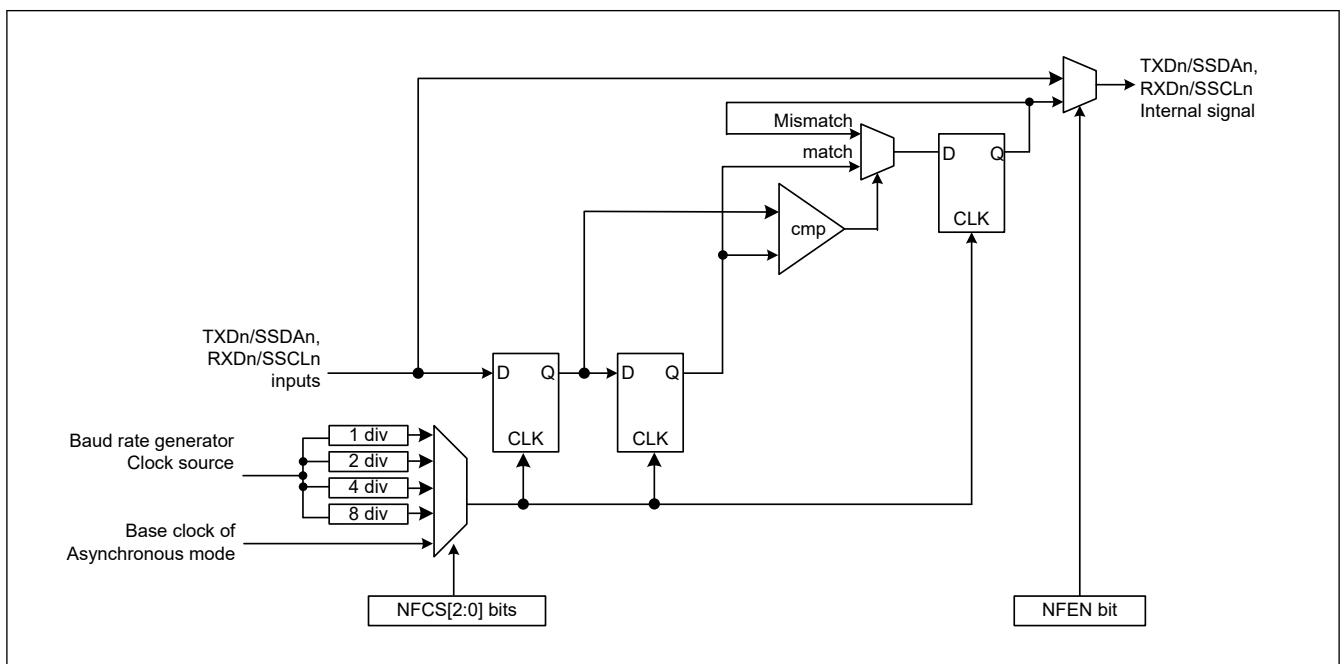 TXDn/SSDAn,
RXDn/SSCLn
Internal signal
Mismatch
match
D
Q
CLK
cmp
TXDn/SSDAn,
RXDn/SSCLn
inputs
D
Q
CLK
D
Q
CLK
Baud rate generator
Clock source
1 div
2 div
4 div
8 div
Base clock of
Asynchronous mode
NFCS[2:0] bits
NFEN bit